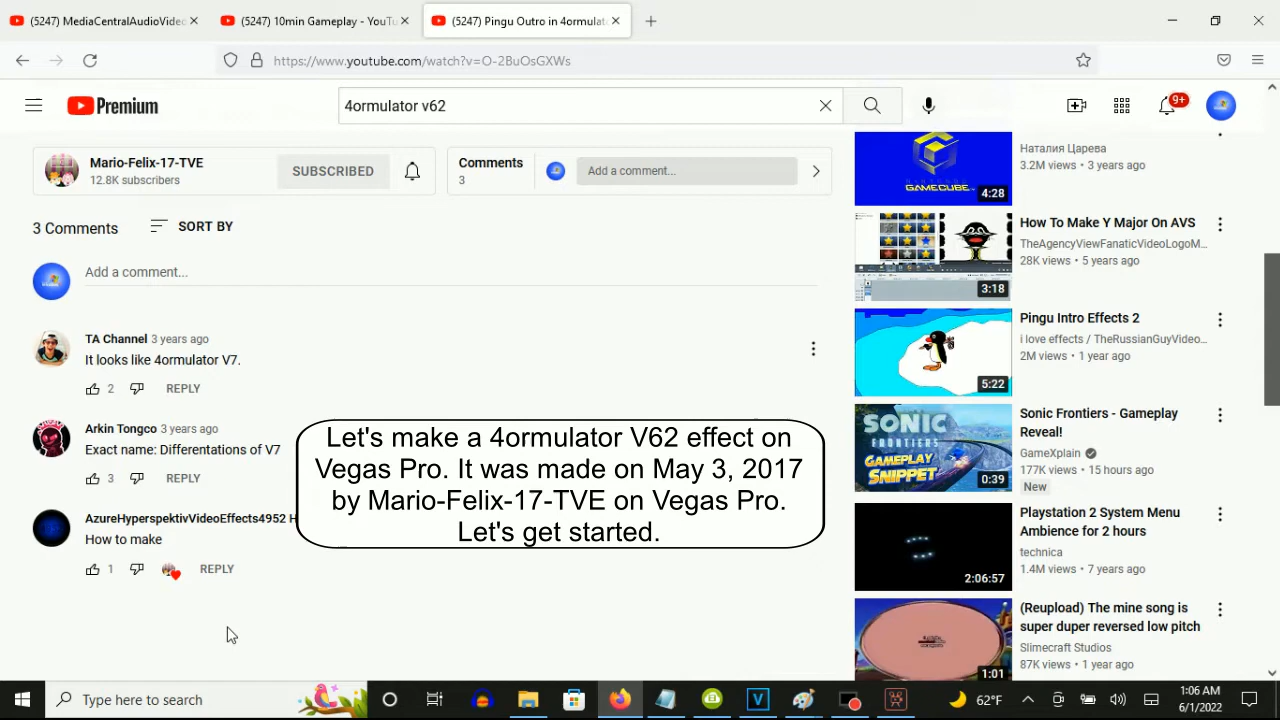 (5247) MediaCentralAudioVideo
(5247) 10min Gameplay - YouTu
(5247) Pingu Outro in 4ormulat
https://www.youtube.com/watch?v=O-2BuOsGXWs
Premium
4ormulator v62
9+
Mario-Felix-17-TVE
12.8K subscribers
SUBSCRIBED
Comments
3
Add a comment...
3 Comments
SORT BY
Add a comment...
TA Channel 3 years ago
It looks like 4ormulator V7.
2 REPLY
Arkin Tongco 3 years ago
Exact name: Differentations of V7
3 REPLY
AzureHyperspektivVideoEffects4952 H
How to make
1 REPLY
Let's make a 4ormulator V62 effect on
Vegas Pro. It was made on May 3, 2017
by Mario-Felix-17-TVE on Vegas Pro.
Let's get started.
GAMECUBE
4:28
Наталия Царева
3.2M views • 3 years ago
3:18
How To Make Y Major On AVS
TheAgencyViewFanaticVideoLogoM...
28K views • 5 years ago
5:22
Pingu Intro Effects 2
i love effects / TheRussianGuyVideo...
2M views • 1 year ago
SONIC
FRONTIERS
GAMEPLAY
SNIPPET
0:39
Sonic Frontiers - Gameplay
Reveal!
GameXplain
177K views • 15 hours ago
New
2:06:57
Playstation 2 System Menu
Ambience for 2 hours
technica
1.4M views • 7 years ago
1:01
(Reupload) The mine song is
super duper reversed low pitch
Slimecraft Studios
87K views • 1 year ago
Type here to search
62°F
1:06 AM
6/1/2022